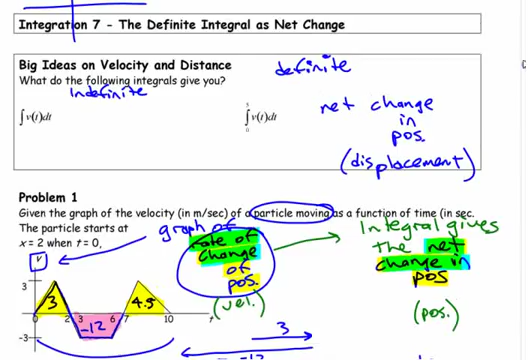 Integration 7 - The Definite Integral as Net Change
Big Ideas on Velocity and Distance
What do the following integrals give you?
Indefinite
definite
∫ v(t)dt
∫₀⁵ v(t)dt
net change
in
pos.
(displacement)
Problem 1
Given the graph of the velocity (in m/sec) of a particle moving as a function of time (in sec.
The particle starts at
x = 2 when t = 0,
graph of
rate of
change
of
pos.
(vel.)
Integral gives
the net
change in
pos
(pos.)
v
3
-3
3
-12
4.5
0 2 3 6 7 10 t
3
-12